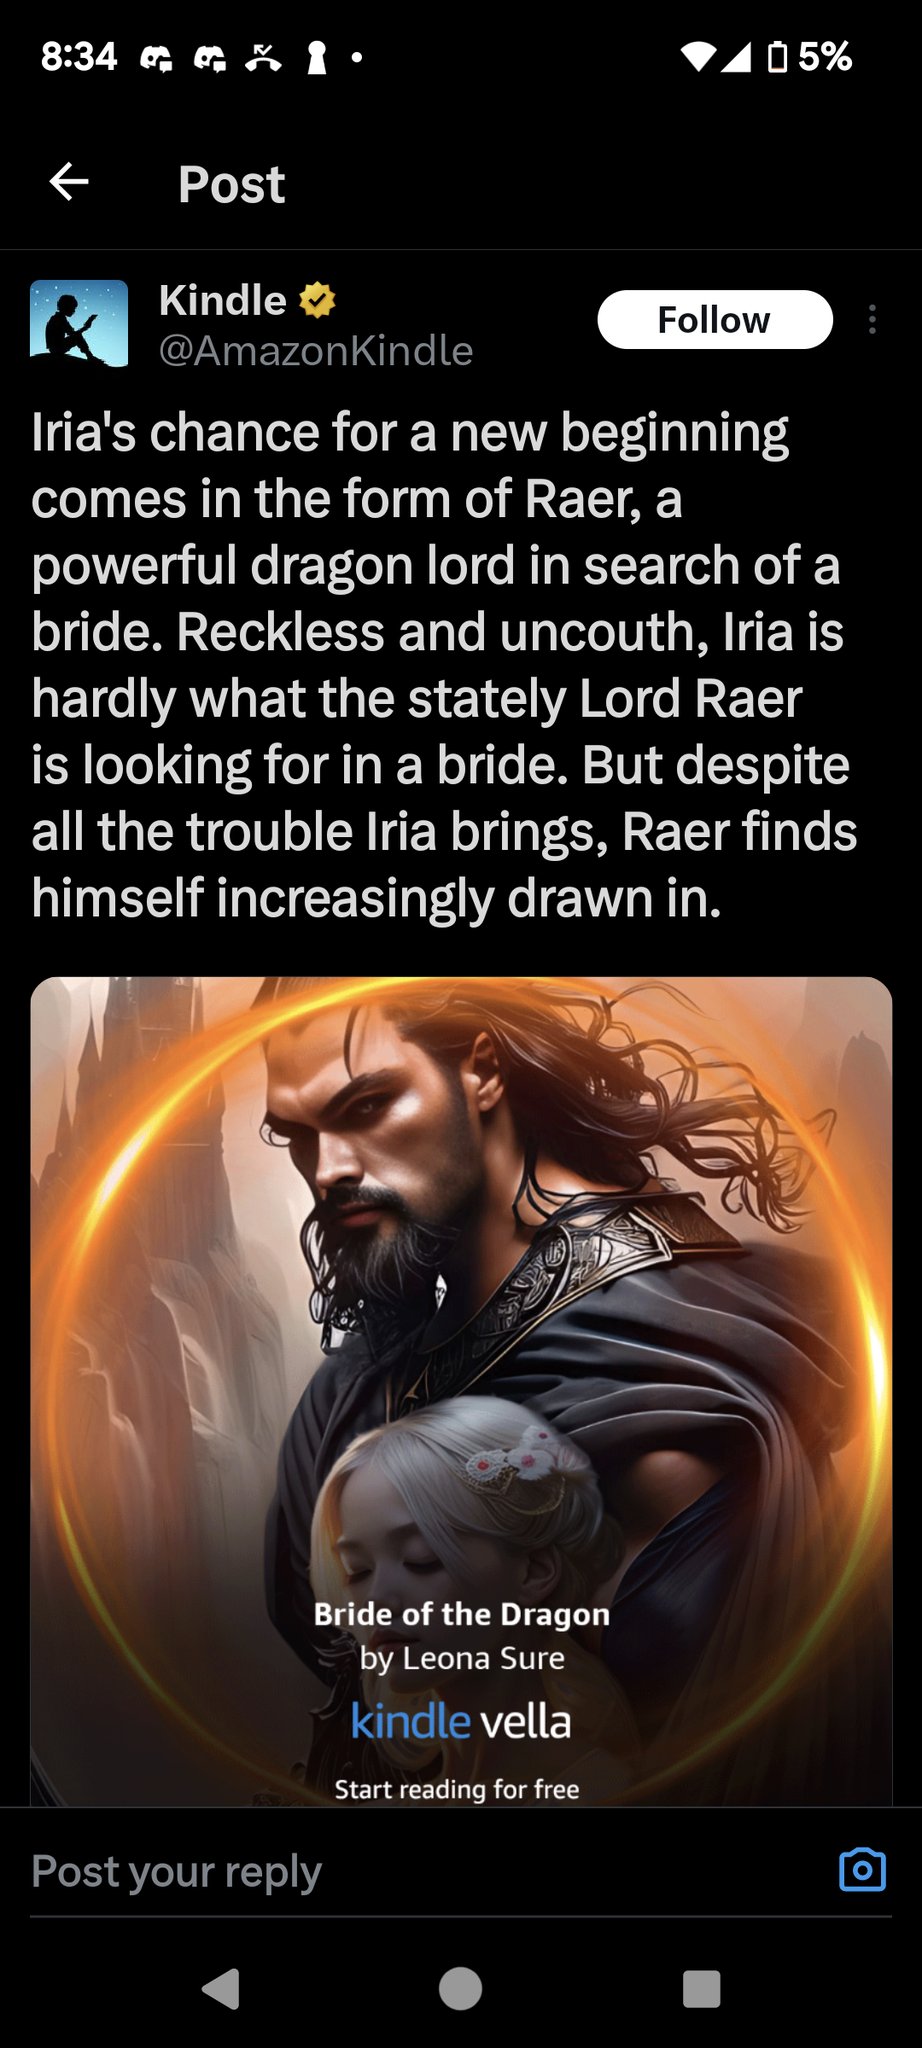 8:34
5%
Post
Kindle
@AmazonKindle
Follow
Iria's chance for a new beginning
comes in the form of Raer, a
powerful dragon lord in search of a
bride. Reckless and uncouth, Iria is
hardly what the stately Lord Raer
is looking for in a bride. But despite
all the trouble Iria brings, Raer finds
himself increasingly drawn in.
Bride of the Dragon
by Leona Sure
kindle vella
Start reading for free
Post your reply